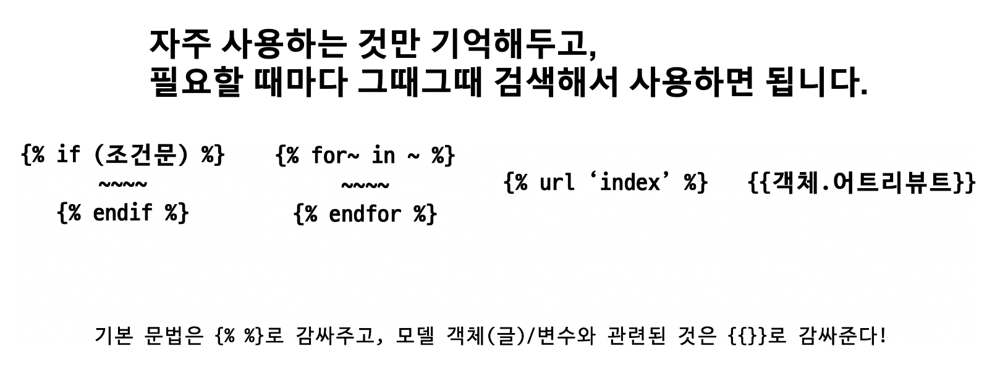 자주 사용하는 것만 기억해두고,
필요할 때마다 그때그때 검색해서 사용하면 됩니다.
{% if (조건문) %}
~~~~
{% endif %}
{% for~ in ~ %}
~~~~
{% endfor %}
{% url ‘index’ %}
{{객체.어트리뷰트}}
기본 문법은 {% %}로 감싸주고, 모델 객체(글)/변수와 관련된 것은 {{}}로 감싸준다!